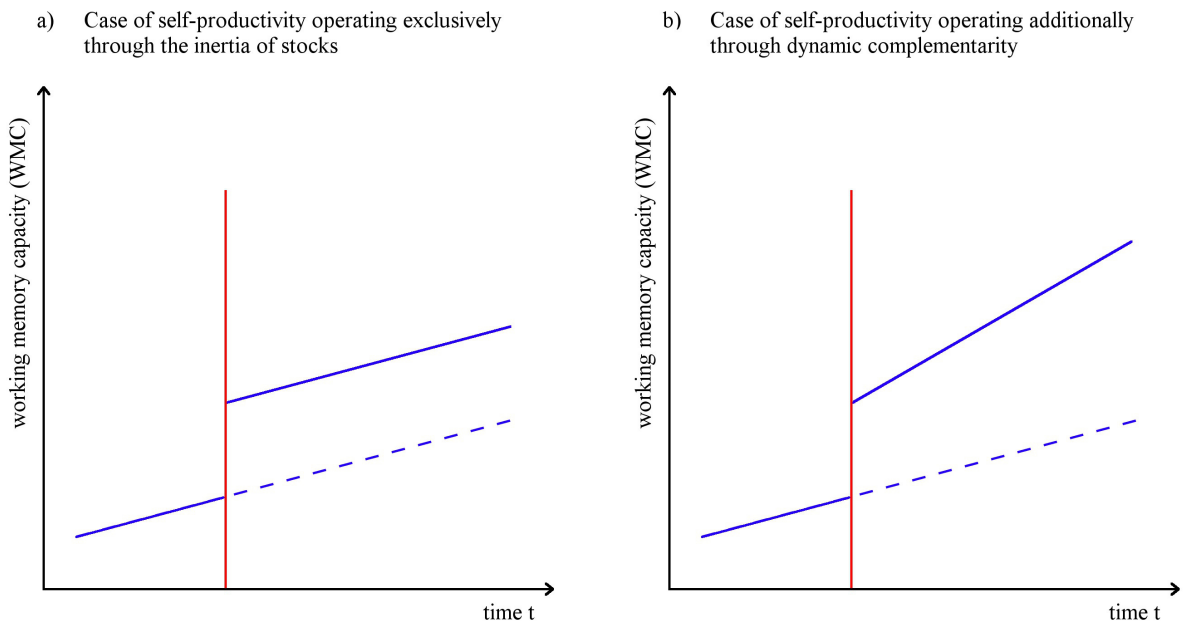 a) Case of self-productivity operating exclusively
through the inertia of stocks
working memory capacity (WMC)
time t
b) Case of self-productivity operating additionally
through dynamic complementarity
working memory capacity (WMC)
time t